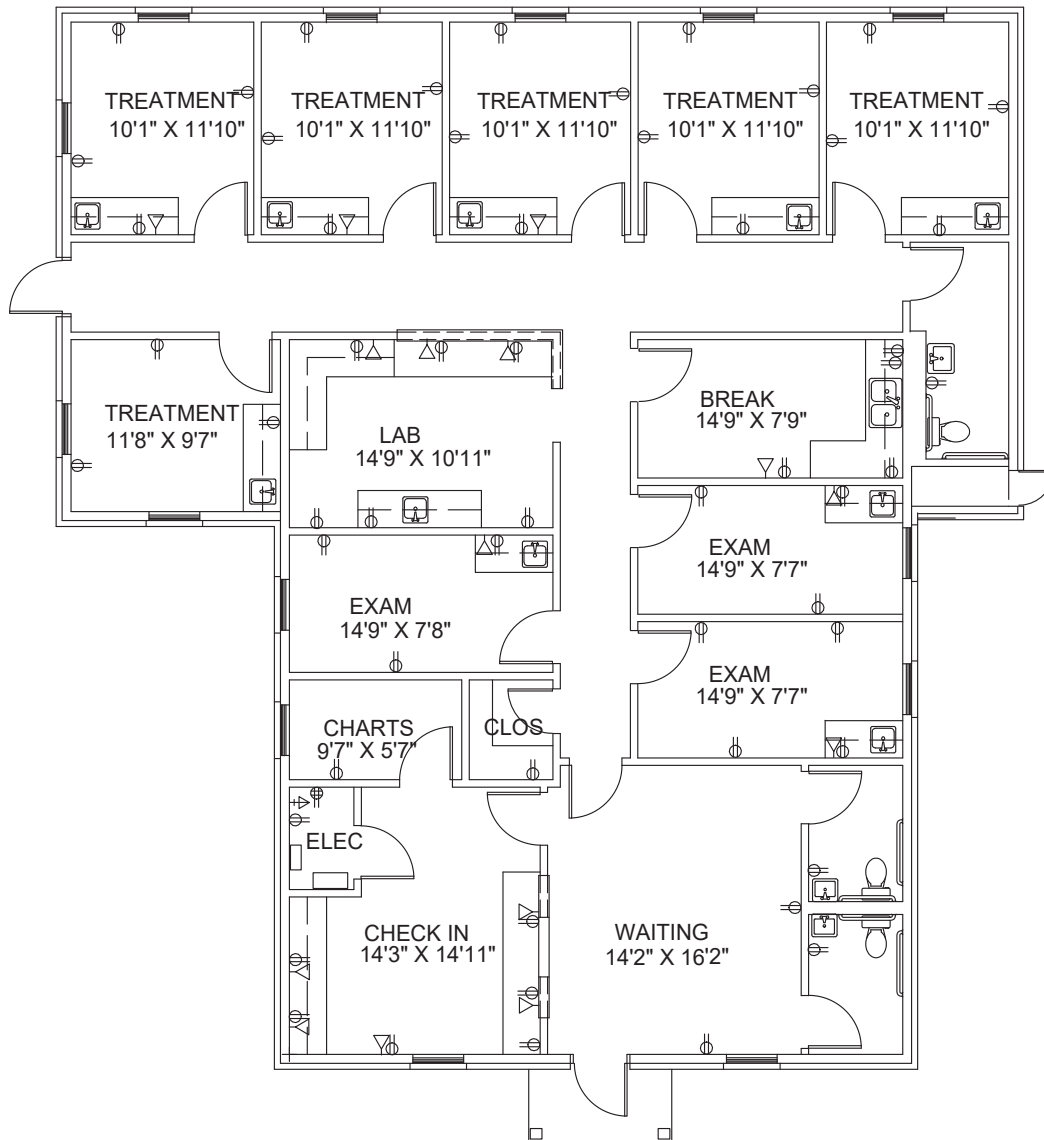 TREATMENT
10'1" X 11'10"
TREATMENT
10'1" X 11'10"
TREATMENT
10'1" X 11'10"
TREATMENT
10'1" X 11'10"
TREATMENT
10'1" X 11'10"
TREATMENT
11'8" X 9'7"
LAB
14'9" X 10'11"
BREAK
14'9" X 7'9"
EXAM
14'9" X 7'7"
EXAM
14'9" X 7'8"
EXAM
14'9" X 7'7"
CHARTS
9'7" X 5'7"
CLOS
ELEC
CHECK IN
14'3" X 14'11"
WAITING
14'2" X 16'2"